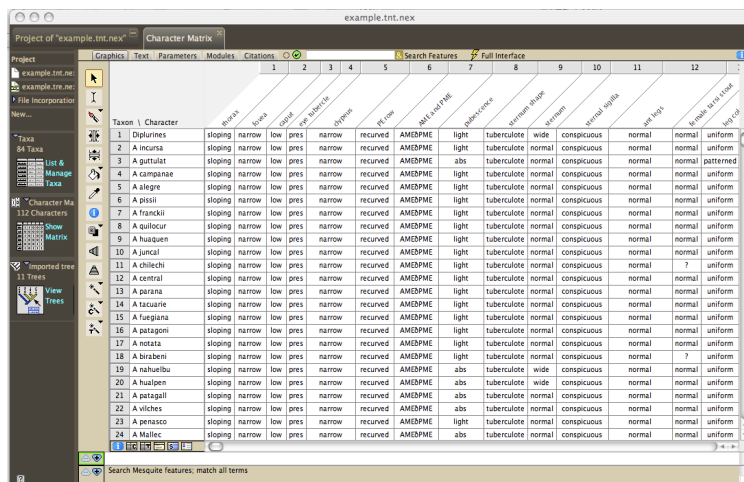 example.tnt.nex
Project of "example.tnt.nex" Character Matrix
Project
example.tnt.ne:
example.tre.ne:
File Incorporation
New...
Taxa
84 Taxa
List &
Manage
Taxa
Character Ma
112 Characters
Show
Matrix
Imported tree
11 Trees
View
Trees
Graphics Text Parameters Modules Citations Search Features Full Interface
1 2 3 4 5 6 7 8 9 10 11 12
Taxon \ Character thorax fovea caput eye tubercle clypeus PE row AME and PME pubescence sternum shape sternum sternal sigilla ant legs female tarsi stout leg col
1 Diplurines sloping narrow low pres narrow recurved AME≥PME light tuberculote wide conspicuous normal normal uniform
2 A incursa sloping narrow low pres narrow recurved AME≥PME light tuberculote normal conspicuous normal normal uniform
3 A guttulat sloping narrow low pres narrow recurved AME≥PME abs tuberculote normal conspicuous normal normal patterned
4 A campanae sloping narrow low pres narrow recurved AME≥PME light tuberculote normal conspicuous normal normal uniform
5 A alegre sloping narrow low pres narrow recurved AME≥PME light tuberculote normal conspicuous normal normal uniform
6 A pissii sloping narrow low pres narrow recurved AME≥PME light tuberculote normal conspicuous normal normal uniform
7 A franckii sloping narrow low pres narrow recurved AME≥PME light tuberculote normal conspicuous normal normal uniform
8 A quilocur sloping narrow low pres narrow recurved AME≥PME light tuberculote normal conspicuous normal normal uniform
9 A huaquen sloping narrow low pres narrow recurved AME≥PME light tuberculote normal conspicuous normal normal uniform
10 A juncal sloping narrow low pres narrow recurved AME≥PME light tuberculote normal conspicuous normal normal uniform
11 A chilechi sloping narrow low pres narrow recurved AME≥PME light tuberculote normal conspicuous normal ? uniform
12 A central sloping narrow low pres narrow recurved AME≥PME light tuberculote normal conspicuous normal normal uniform
13 A parana sloping narrow low pres narrow recurved AME≥PME light tuberculote normal conspicuous normal normal uniform
14 A tacuarie sloping narrow low pres narrow recurved AME≥PME light tuberculote normal conspicuous normal normal uniform
15 A fuegiana sloping narrow low pres narrow recurved AME≥PME light tuberculote normal conspicuous normal normal uniform
16 A patagoni sloping narrow low pres narrow recurved AME≥PME light tuberculote normal conspicuous normal normal uniform
17 A notata sloping narrow low pres narrow recurved AME≥PME light tuberculote normal conspicuous normal normal uniform
18 A birabeni sloping narrow low pres narrow recurved AME≥PME light tuberculote normal conspicuous normal ? uniform
19 A nahuelbu sloping narrow low pres narrow recurved AME≥PME abs tuberculote wide conspicuous normal normal uniform
20 A hualpen sloping narrow low pres narrow recurved AME≥PME abs tuberculote wide conspicuous normal normal uniform
21 A patagall sloping narrow low pres narrow recurved AME≥PME abs tuberculote normal conspicuous normal normal uniform
22 A vilches sloping narrow low pres narrow recurved AME≥PME abs tuberculote normal conspicuous normal normal uniform
23 A penasco sloping narrow low pres narrow recurved AME≥PME light tuberculote normal conspicuous normal normal uniform
24 A Mallec sloping narrow low pres narrow recurved AME≥PME abs tuberculote normal conspicuous normal normal uniform
Search Mesquite features; match all terms